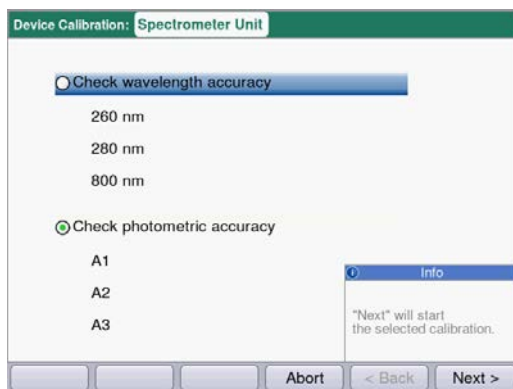 Device Calibration: Spectrometer Unit
Check wavelength accuracy
260 nm
280 nm
800 nm
Check photometric accuracy
A1
A2
A3
Info
"Next" will start
the selected calibration.
Abort
< Back
Next >